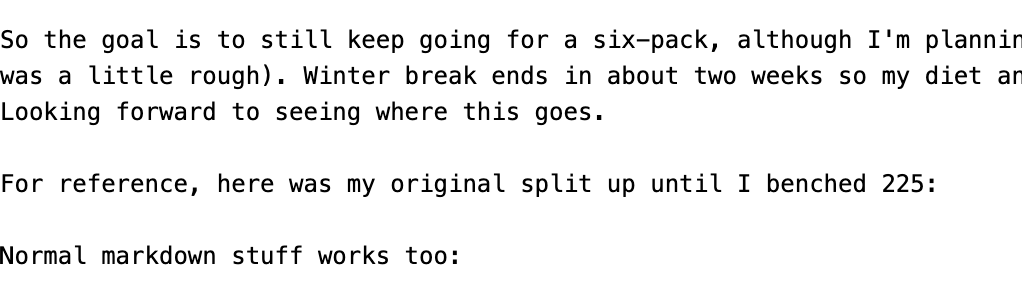 So the goal is to still keep going for a six-pack, although I'm plannin
was a little rough). Winter break ends in about two weeks so my diet an
Looking forward to seeing where this goes.
For reference, here was my original split up until I benched 225:
Normal markdown stuff works too: